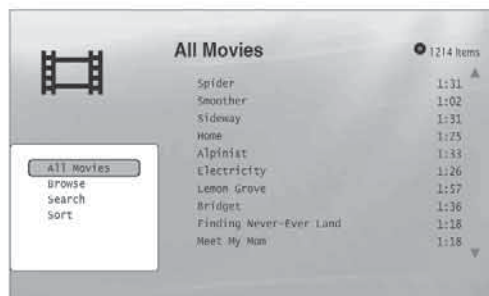 All Movies
1214 Items
Spider 1:31
Smoother 1:02
Sideway 1:31
Home 1:25
Alpinist 1:33
Electricity 1:26
Lemon Grove 1:57
Bridget 1:36
Finding Never-Ever Land 1:18
Meet My Mom 1:18
All Movies
Browse
Search
Sort